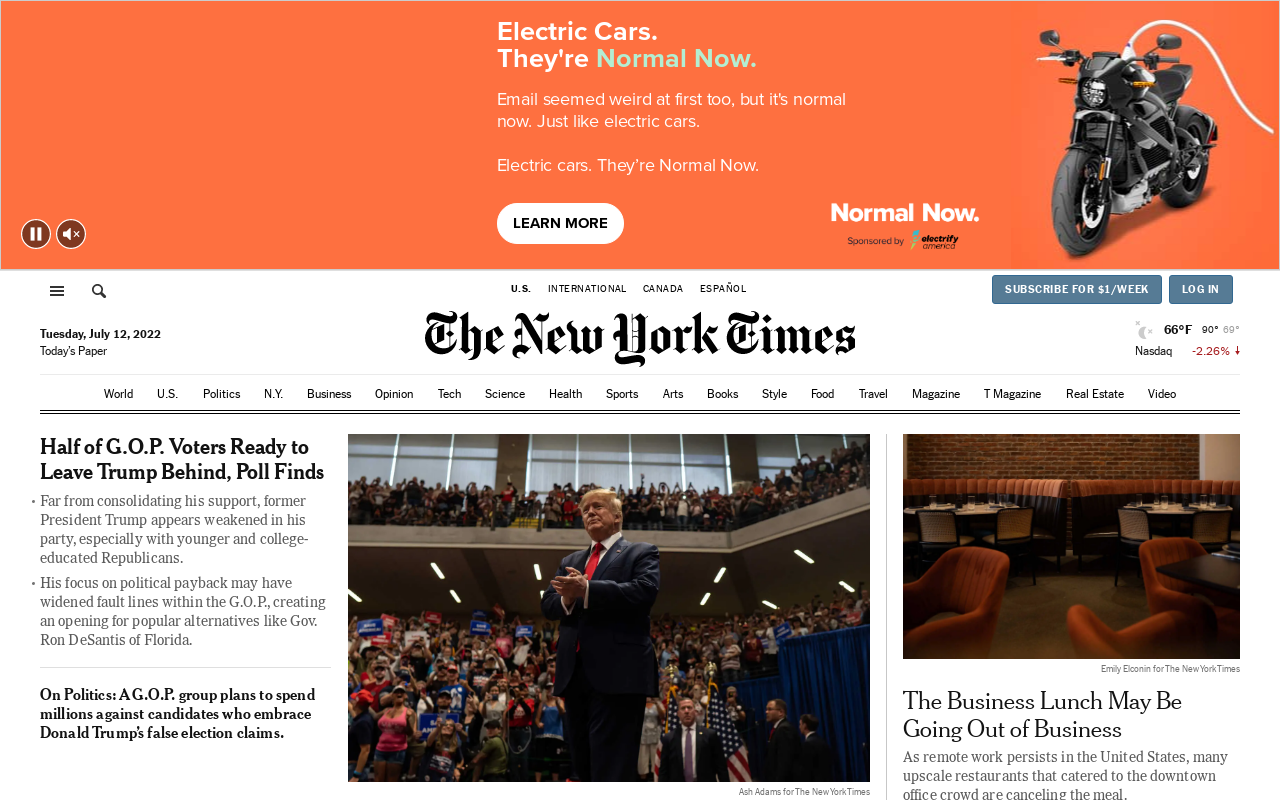 Electric Cars.
They're Normal Now.
Email seemed weird at first too, but it's normal
now. Just like electric cars.
Electric cars. They’re Normal Now.
LEARN MORE
Normal Now.
Sponsored by electrify america
U.S. INTERNATIONAL CANADA ESPAÑOL
SUBSCRIBE FOR $1/WEEK LOG IN
Tuesday, July 12, 2022
Today’s Paper
The New York Times
66°F 90° 69°
Nasdaq -2.26%
World U.S. Politics N.Y. Business Opinion Tech Science Health Sports Arts Books Style Food Travel Magazine T Magazine Real Estate Video
Half of G.O.P. Voters Ready to
Leave Trump Behind, Poll Finds
• Far from consolidating his support, former
President Trump appears weakened in his
party, especially with younger and college-
educated Republicans.
• His focus on political payback may have
widened fault lines within the G.O.P., creating
an opening for popular alternatives like Gov.
Ron DeSantis of Florida.
On Politics: A G.O.P. group plans to spend
millions against candidates who embrace
Donald Trump’s false election claims.
Ash Adams for The New York Times
Emily Elconin for The New York Times
The Business Lunch May Be
Going Out of Business
As remote work persists in the United States, many
upscale restaurants that catered to the downtown
office crowd are canceling the meal.